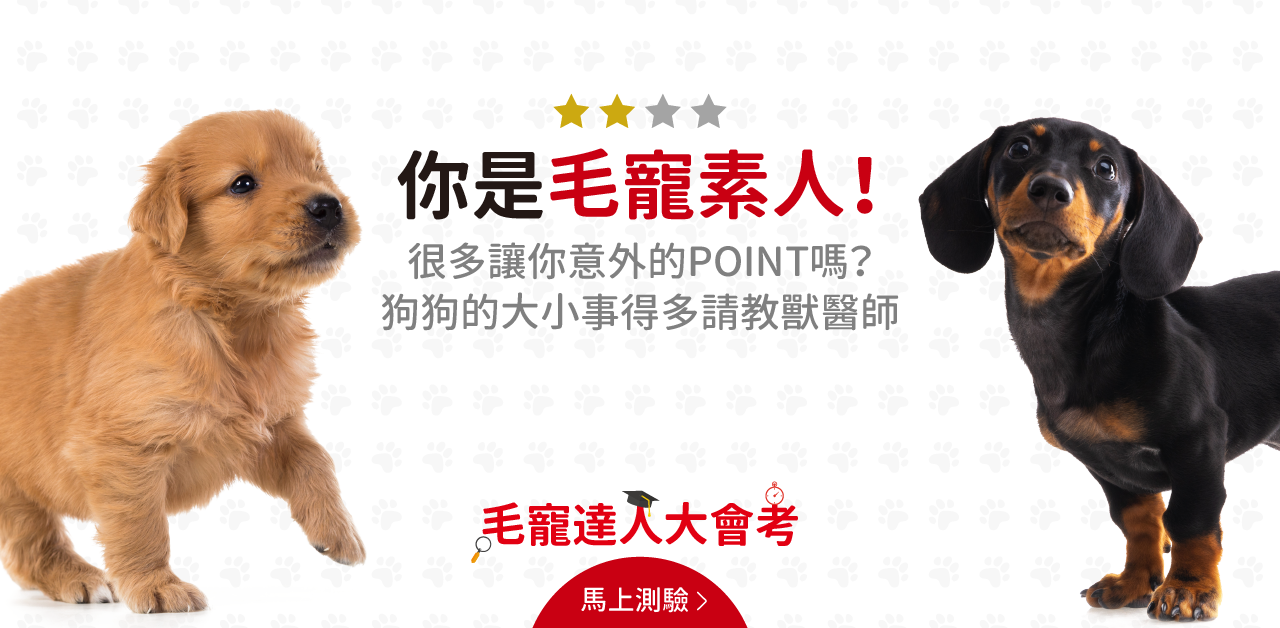 你是毛寵素人!
很多讓你意外的POINT嗎?
狗狗的大小事得多請教獸醫師
毛寵達人大會考
馬上測驗